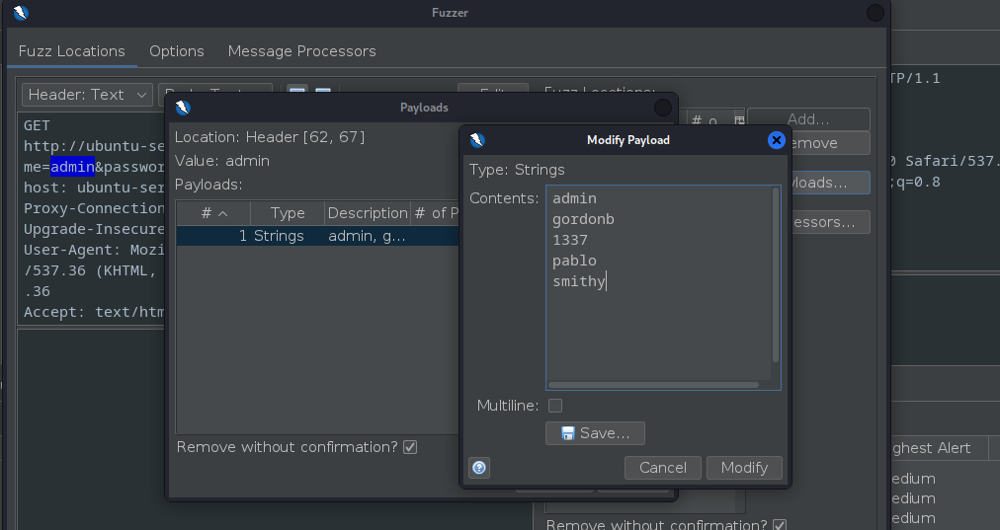 Fuzzer
Fuzz Locations Options Message Processors
Header: Text
Edit
Fuzz Locations:
GET
http://ubuntu-se
me=admin&passwor
host: ubuntu-ser
Proxy-Connection
Upgrade-Insecure
User-Agent: Mozi
/537.36 (KHTML,
.36
Accept: text/htm
Payloads
Location: Header [62, 67]
Value: admin
Payloads:
# Type Description # of P
1 Strings admin, g...
Remove without confirmation?
Modify Payload
Type: Strings
Contents:
admin
gordonb
1337
pablo
smithy
Multiline:
Save...
Cancel Modify
# o
Add...
emove
yloads...
essors...
Remove without confirmation?
TP/1.1
0 Safari/537.
;q=0.8
ghest Alert
edium
edium
edium